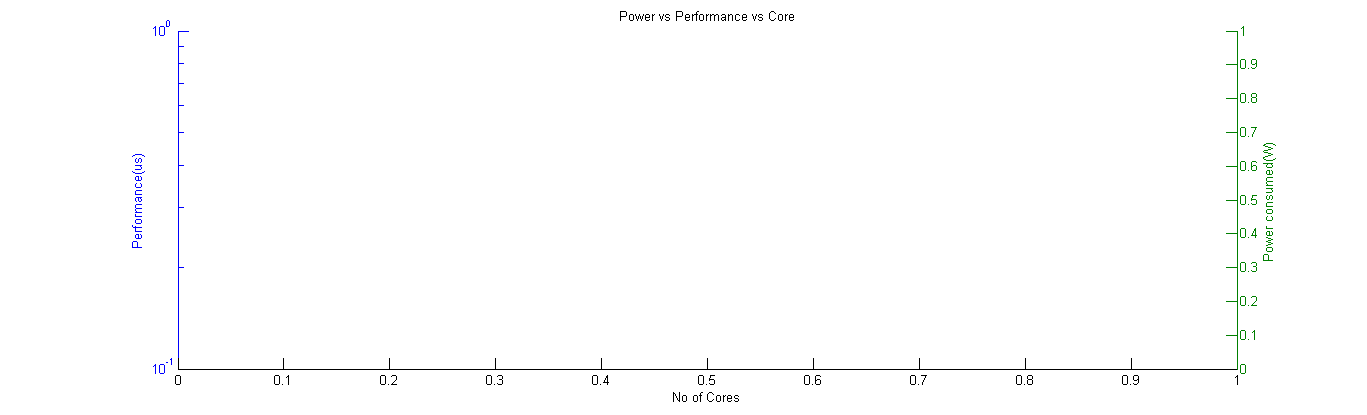 Power vs Performance vs Core
10^0
10^-1
Performance(us)
1
0.9
0.8
0.7
0.6
0.5
0.4
0.3
0.2
0.1
0
Power consumed(W)
0 0.1 0.2 0.3 0.4 0.5 0.6 0.7 0.8 0.9 1
No of Cores